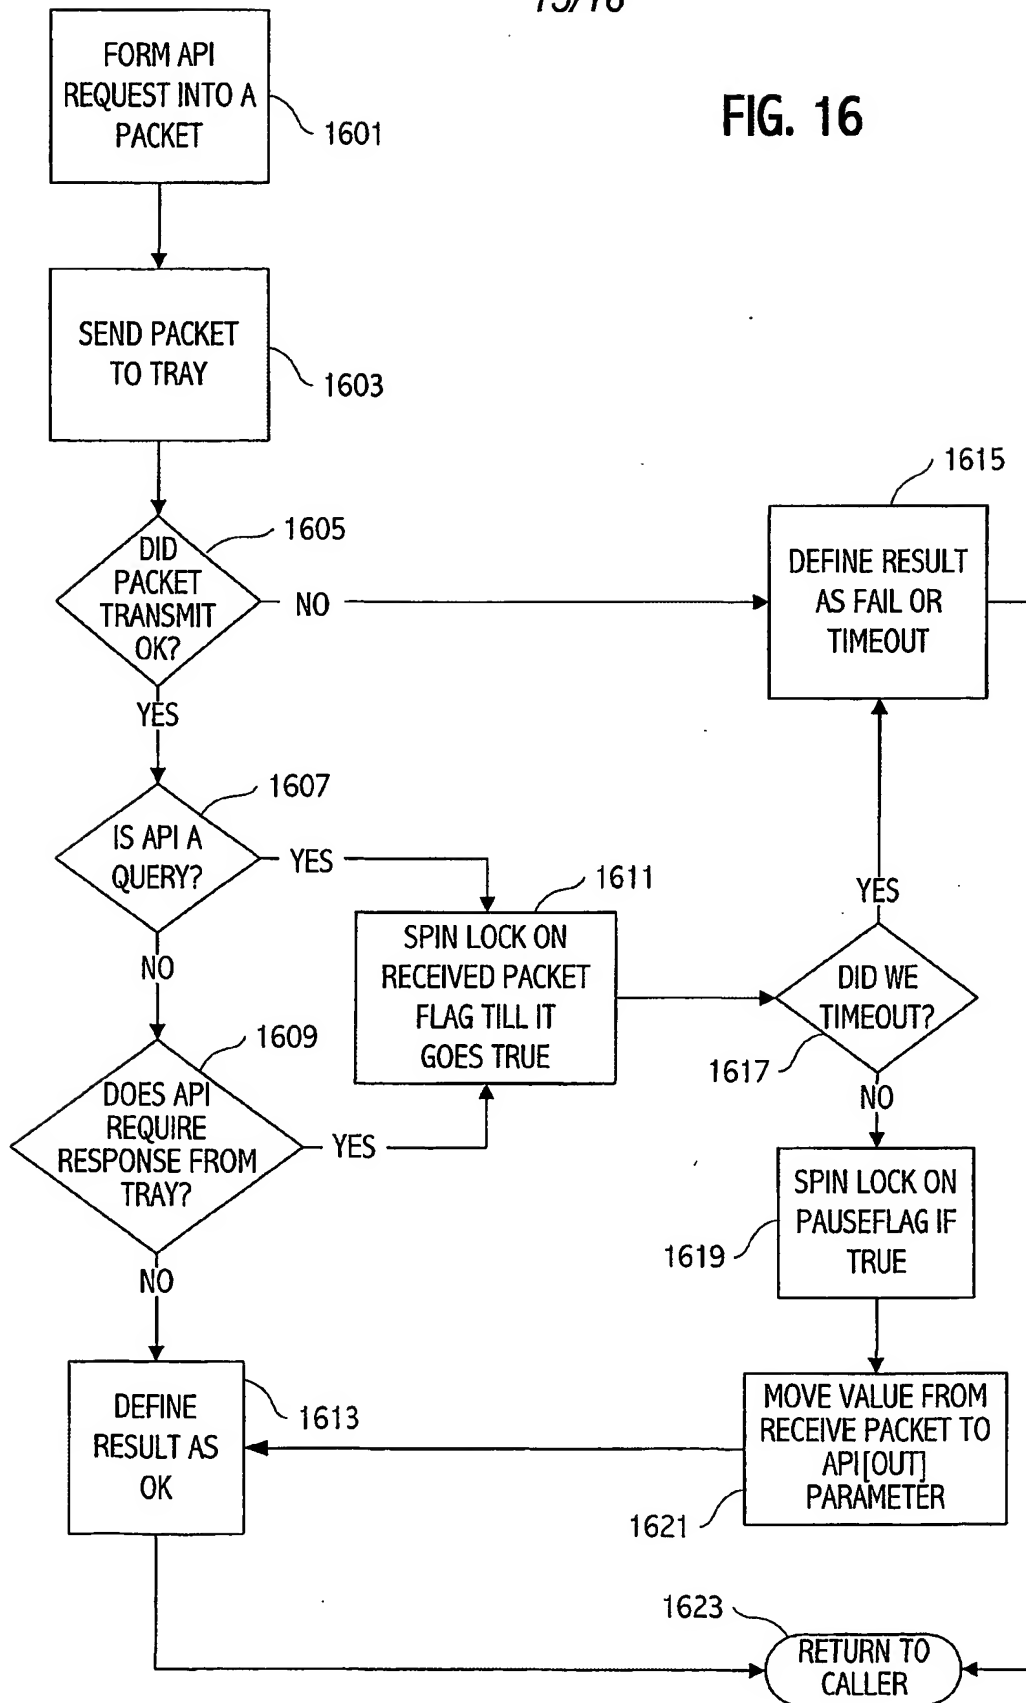 15/16
FORM API
REQUEST INTO A
PACKET
1601
FIG. 16
SEND PACKET
TO TRAY
1603
1605
DID
PACKET
TRANSMIT
OK?
NO
YES
1615
DEFINE RESULT
AS FAIL OR
TIMEOUT
1607
IS API A
QUERY?
YES
NO
1611
SPIN LOCK ON
RECEIVED PACKET
FLAG TILL IT
GOES TRUE
YES
DID WE
TIMEOUT?
1617
NO
1609
DOES API
REQUIRE
RESPONSE FROM
TRAY?
YES
NO
SPIN LOCK ON
PAUSEFLAG IF
TRUE
1619
DEFINE
RESULT AS
OK
1613
MOVE VALUE FROM
RECEIVE PACKET TO
API[OUT]
PARAMETER
1621
1623
RETURN TO
CALLER